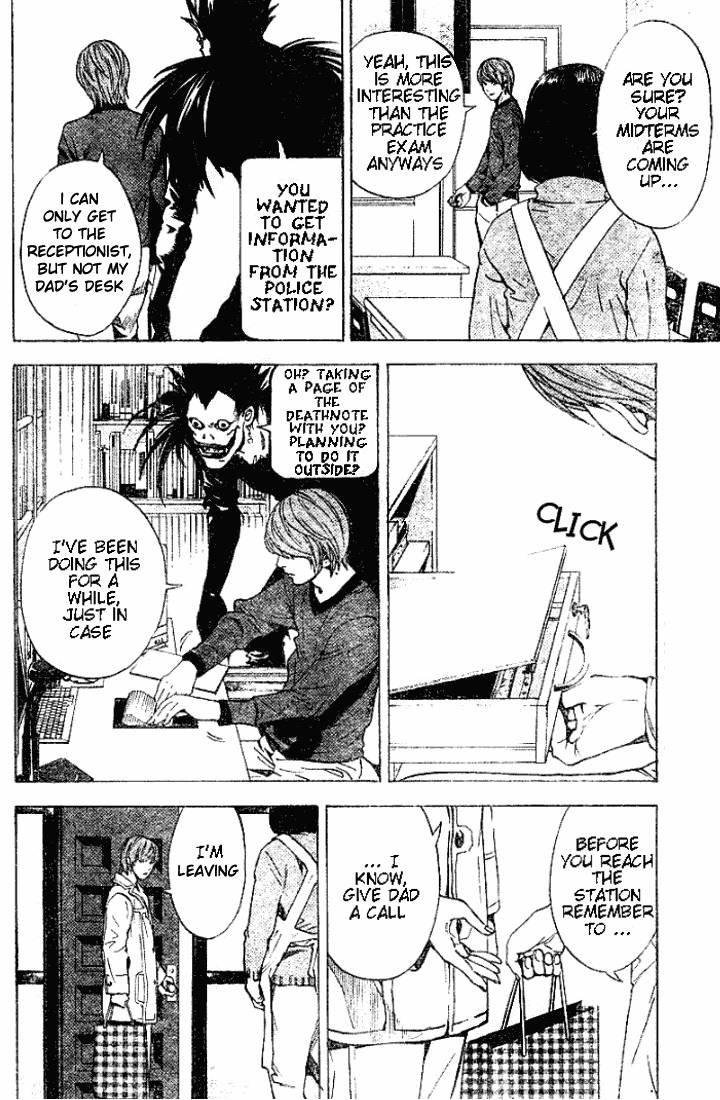 ARE YOU
SURE?
YOUR
MIDTERMS
ARE
COMING
UP...
YEAH, THIS
IS MORE
INTERESTING
THAN THE
PRACTICE
EXAM
ANYWAYS
YOU
WANTED
TO GET
INFORMA-
TION
FROM THE
POLICE
STATION?
I CAN
ONLY GET
TO THE
RECEPTIONIST,
BUT NOT MY
DAD'S DESK
CLICK
OH? TAKING
A PAGE OF
THE
DEATHNOTE
WITH YOU?
PLANNING
TO DO IT
OUTSIDE?
I'VE BEEN
DOING THIS
FOR A
WHILE,
JUST IN
CASE
BEFORE
YOU REACH
THE
STATION
REMEMBER
TO ...
... I
KNOW,
GIVE DAD
A CALL
I'M
LEAVING